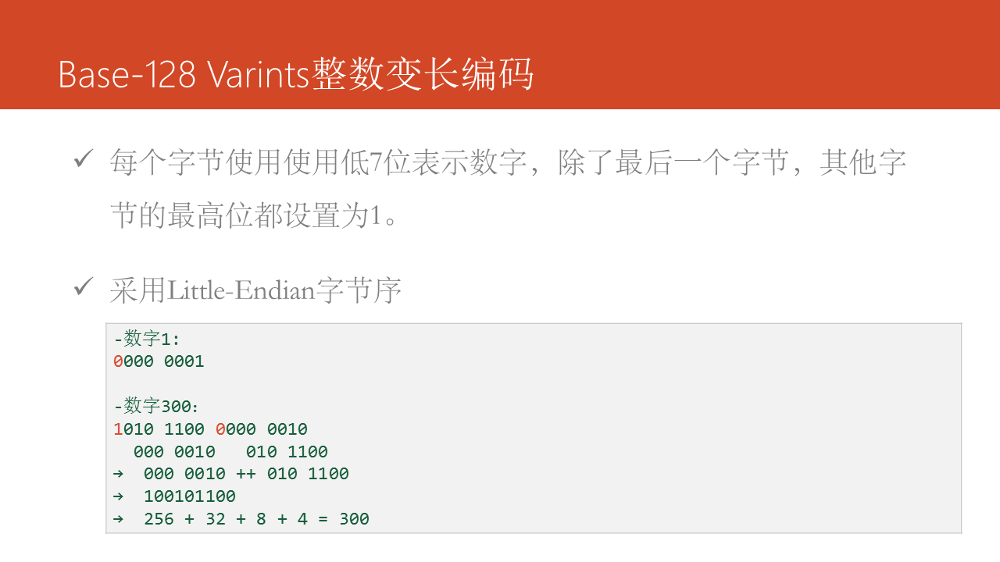 Base-128 Varints整数变长编码
✓ 每个字节使用使用低7位表示数字，除了最后一个字节，其他字
节的最高位都设置为1。
✓ 采用Little-Endian字节序
-数字1:
0000 0001
-数字300:
1010 1100 0000 0010
000 0010   010 1100
→  000 0010 ++ 010 1100
→  100101100
→  256 + 32 + 8 + 4 = 300